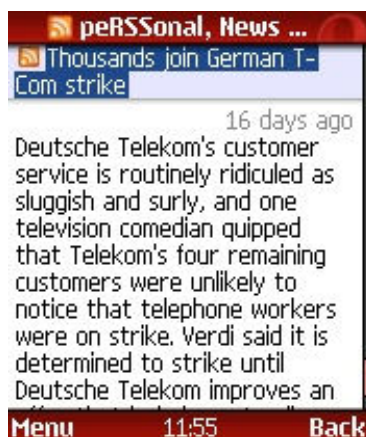 peRSSonal, News ...
Thousands join German T-
Com strike
16 days ago
Deutsche Telekom's customer
service is routinely ridiculed as
sluggish and surly, and one
television comedian quipped
that Telekom's four remaining
customers were unlikely to
notice that telephone workers
were on strike. Verdi said it is
determined to strike until
Deutsche Telekom improves an
Menu 11:55 Back